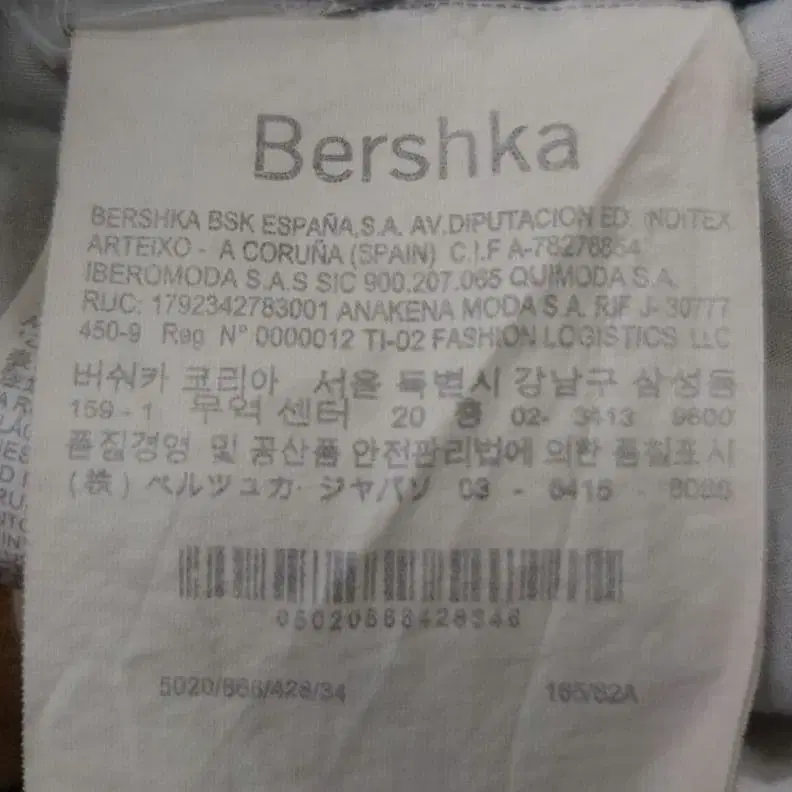 Bershka
BERSHKA BSK ESPAÑA,S.A. AV.DIPUTACION ED. INDITEX
ARTEIXO - A CORUÑA (SPAIN) C.I.F A-78276854
IBEROMODA S.A.S SIC 900.207.065 QUIMODA S.A.
RUC: 1792342783001 ANAKENA MODA S.A. RIF J- 30777
450-9 Reg N° 0000012 TI-02 FASHION LOGISTICS LLC
버쉬카 코리아 서울 특별시 강남구 삼성동
159 - 1 무역 센터 20 층 02- 3413 9800
품질경영 및 공산품 안전관리법에 의한 품질표시
(株) ベルシュカ・ジャパン 03 - 6415 -
5020/866/428/34 165/82A